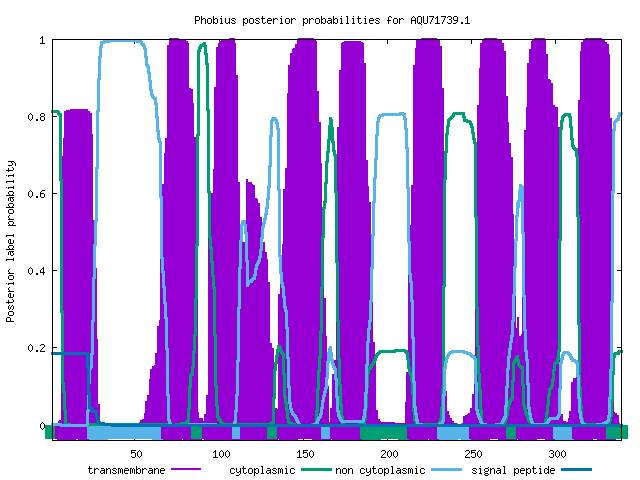 Phobius posterior probabilities for AQU71739.1
1
0.8
0.6
0.4
0.2
0
Posterior label probability
50 100 150 200 250 300
transmembrane cytoplasmic non cytoplasmic signal peptide